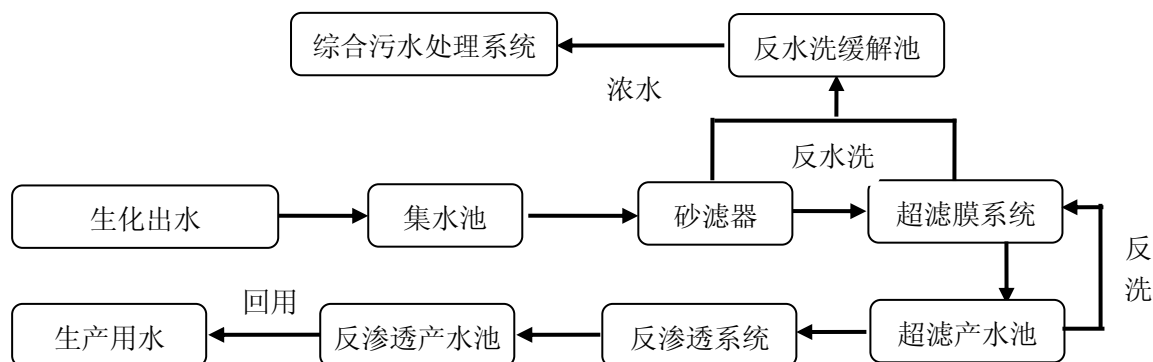 综合污水处理系统
反水洗缓解池
浓水
反水洗
生化出水
集水池
砂滤器
超滤膜系统
反洗
回用
生产用水
反渗透产水池
反渗透系统
超滤产水池